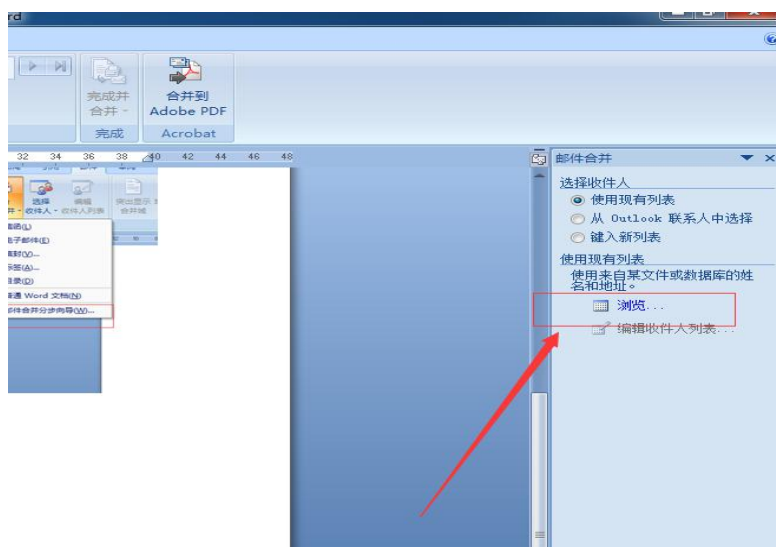 rd
完成并
合并
合并到
Adobe PDF
完成
Acrobat
32 34 36 38 40 42 44 46 48
邮件合并
选择收件人
使用现有列表
从 Outlook 联系人中选择
键入新列表
使用现有列表
使用来自某文件或数据库的姓
名和地址。
浏览...
编辑收件人列表...
选择
收件人
编辑
收件人列表
突出显示
合并域
子邮件(E)
封(V)...
签(A)...
录(D)
通 Word 文档(N)
件合并分步向导(W)...